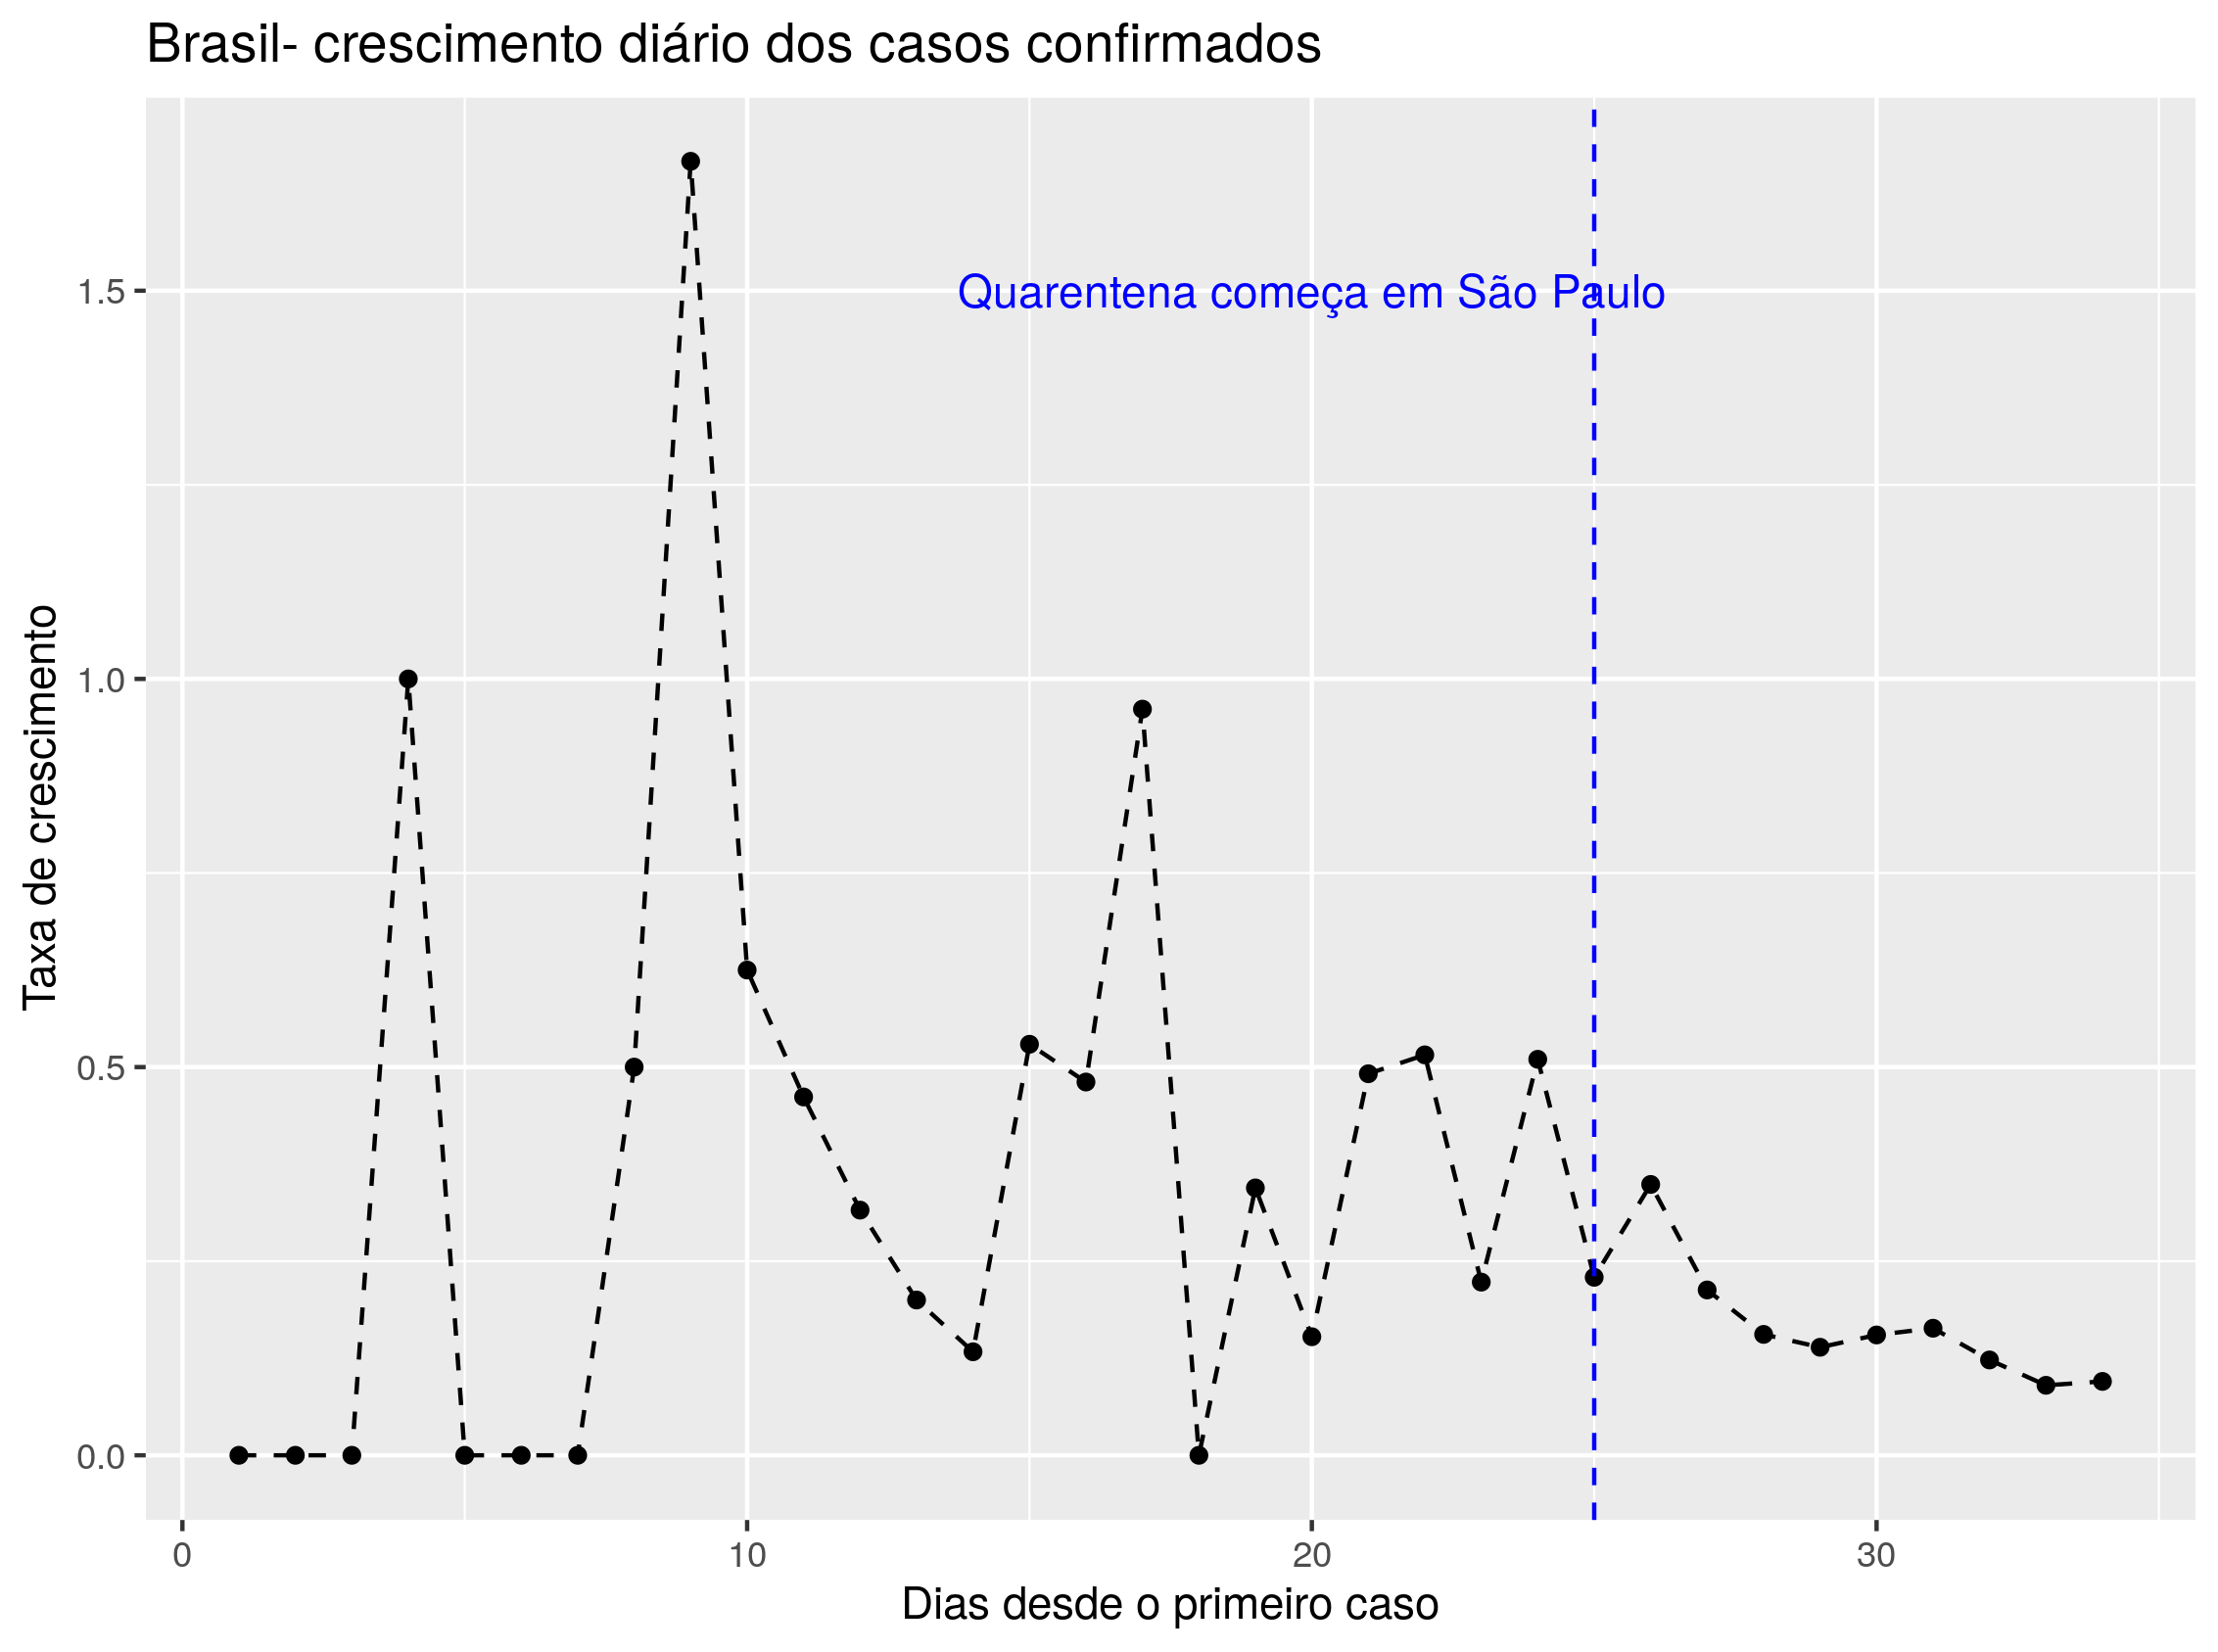 Brasil- crescimento diário dos casos confirmados
Quarentena começa em São Paulo
Taxa de crescimento
1.5
1.0
0.5
0.0
0 10 20 30
Dias desde o primeiro caso